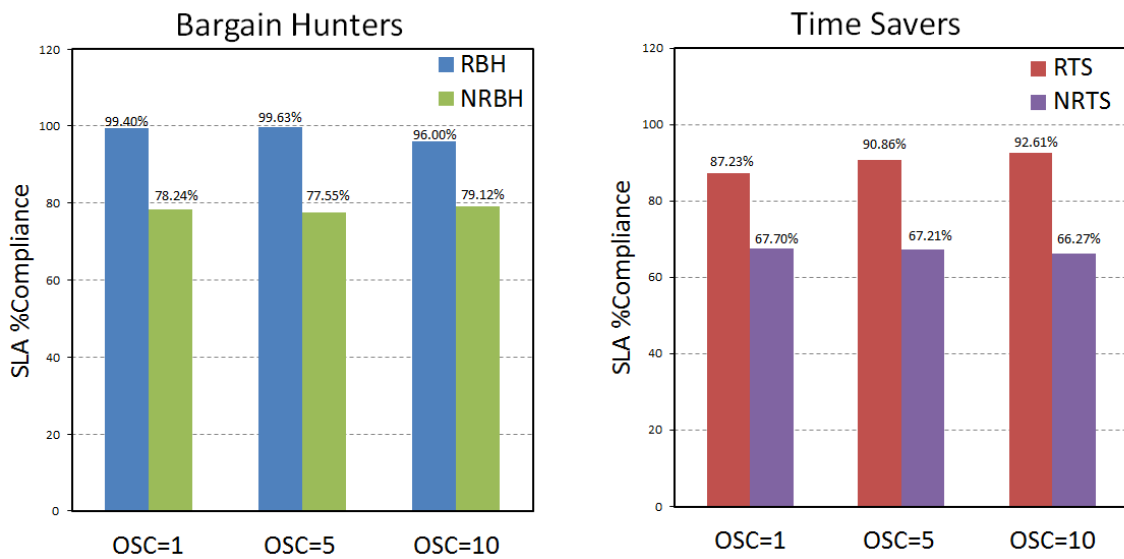 Bargain Hunters
120
100
80
60
40
20
0
SLA %Compliance
RBH
NRBH
99.40%
78.24%
99.63%
77.55%
96.00%
79.12%
OSC=1 OSC=5 OSC=10
Time Savers
120
100
80
60
40
20
0
SLA %Compliance
RTS
NRTS
87.23%
67.70%
90.86%
67.21%
92.61%
66.27%
OSC=1 OSC=5 OSC=10